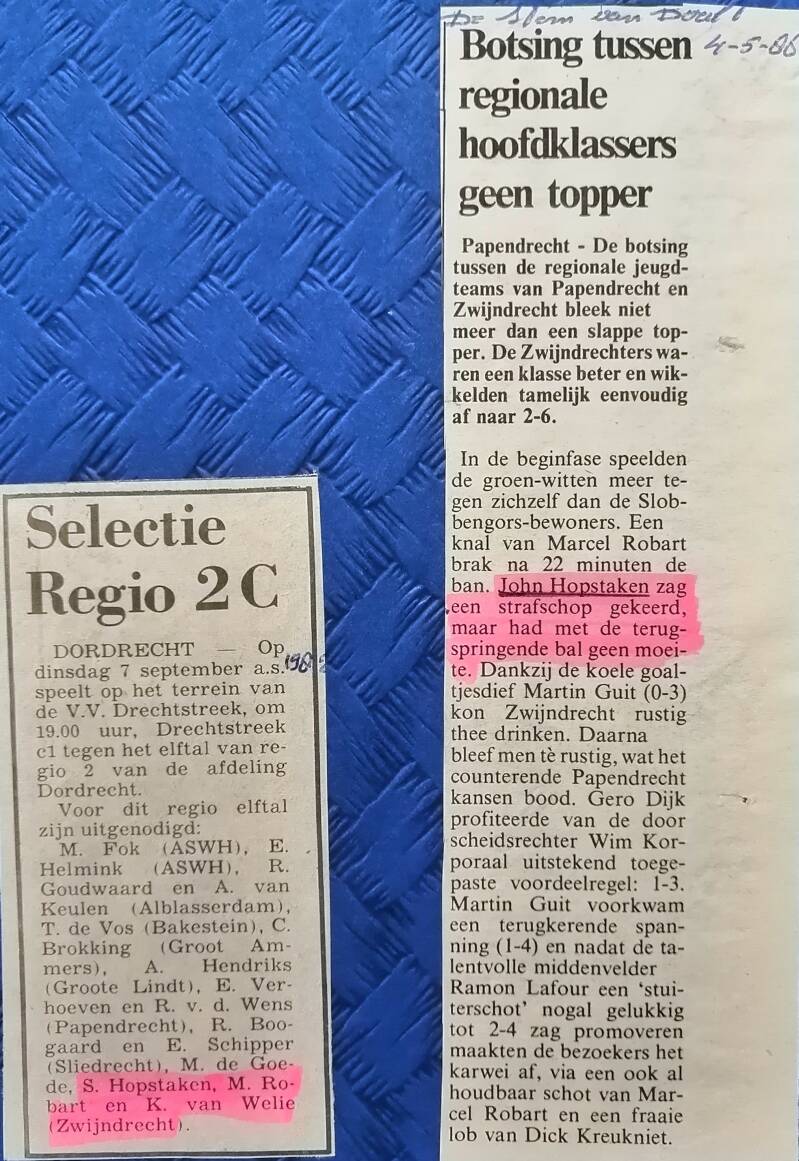 Selectie
Regio 2 C
DORDRECHT — Op
dinsdag 7 september a.s.
speelt op het terrein van
de V.V. Drechtstreek, om
19.00 uur, Drechtstreek
c1 tegen het elftal van re-
gio 2 van de afdeling
Dordrecht.
Voor dit regio elftal
zijn uitgenodigd:
M. Fok (ASWH), E.
Helmink (ASWH), R.
Goudwaard en A. van
Keulen (Alblasserdam),
T. de Vos (Bakestein), C.
Brokking (Groot Am-
mers), A. Hendriks
(Groote Lindt), E. Ver-
hoeven en R. v. d. Wens
(Papendrecht), R. Boo-
gaard en E. Schipper
(Sliedrecht), M. de Goe-
de, S. Hopstaken, M. Ro-
bart en K. van Welie
(Zwijndrecht).
De Stem van
4-5-86
Botsing tussen
regionale
hoofdklassers
geen topper
Papendrecht - De botsing
tussen de regionale jeugd-
teams van Papendrecht en
Zwijndrecht bleek niet
meer dan een slappe top-
per. De Zwijndrechters wa-
ren een klasse beter en wik-
kelden tamelijk eenvoudig
af naar 2-6.
In de beginfase speelden
de groen-witten meer te-
gen zichzelf dan de Slob-
bengors-bewoners. Een
knal van Marcel Robart
brak na 22 minuten de
ban. John Hopstaken zag
een strafschop gekeerd,
maar had met de terug-
springende bal geen moei-
te. Dankzij de koele goal-
tjesdief Martin Guit (0-3)
kon Zwijndrecht rustig
thee drinken. Daarna
bleef men tè rustig, wat het
counterende Papendrecht
kansen bood. Gero Dijk
profiteerde van de door
scheidsrechter Wim Kor-
poraal uitstekend toege-
paste voordeelregel: 1-3.
Martin Guit voorkwam
een terugkerende span-
ning (1-4) en nadat de ta-
lentvolle middenvelder
Ramon Lafour een ‘stui-
terschot’ nogal gelukkig
tot 2-4 zag promoveren
maakten de bezoekers het
karwei af, via een ook al
houdbaar schot van Mar-
cel Robart en een fraaie
lob van Dick Kreukniet.